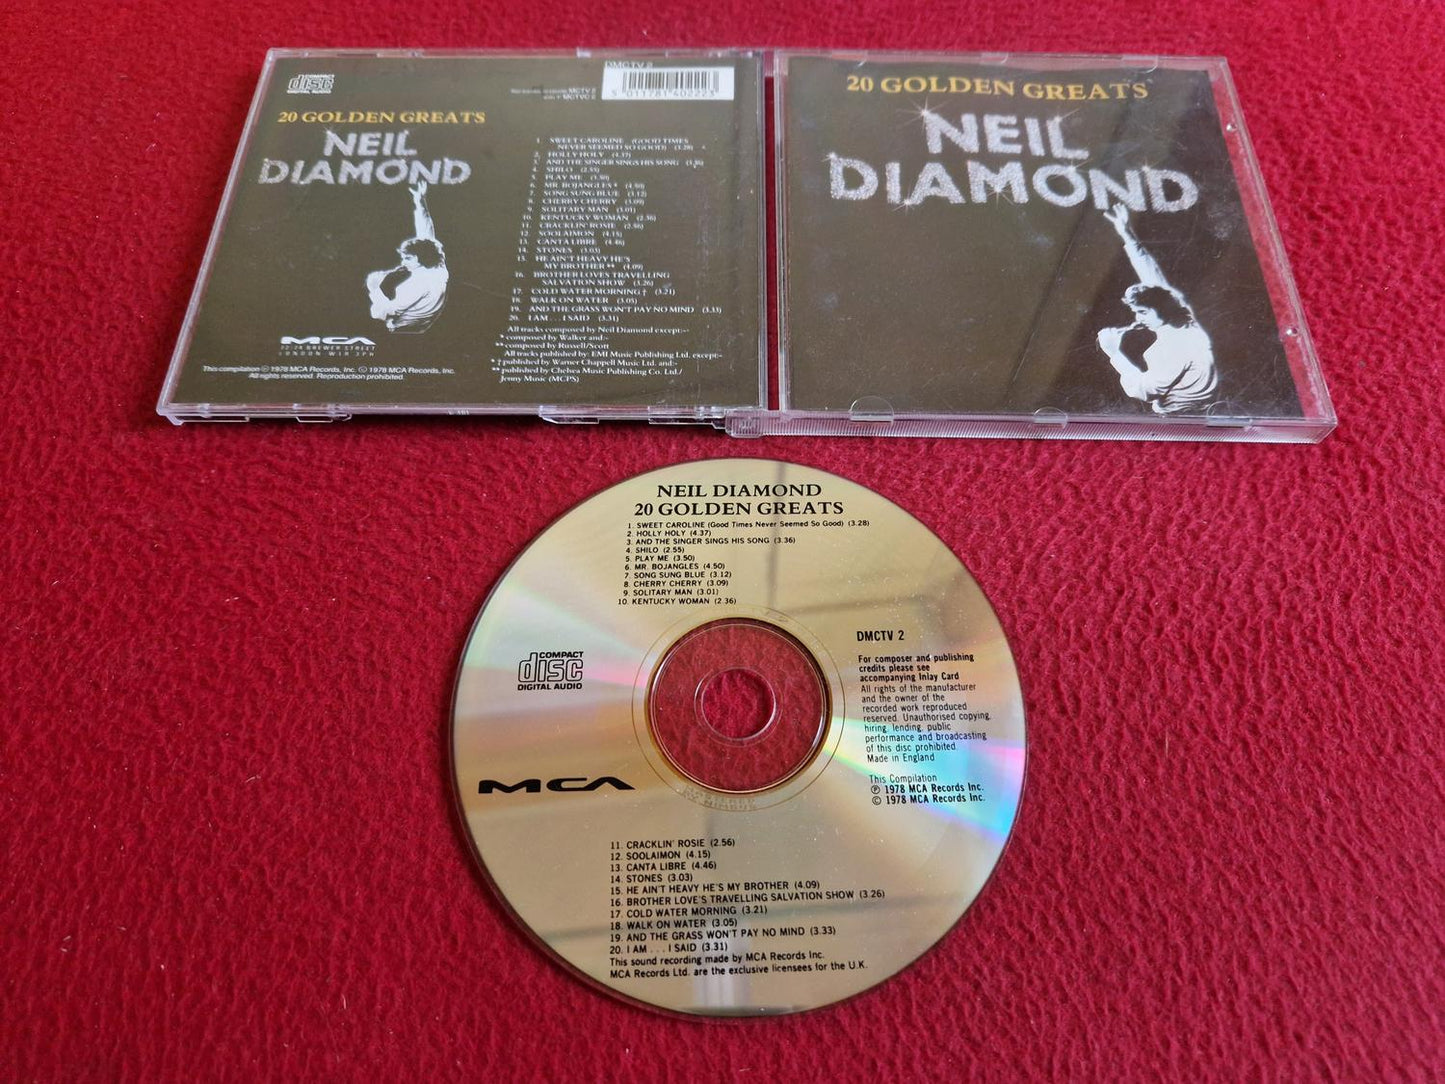 COMPACT
disc
DIGITAL AUDIO
DMCTV 2
MCTV 2
MCTVC 2
5 011781 402223
20 GOLDEN GREATS
NEIL
DIAMOND
1. SWEET CAROLINE (GOOD TIMES
NEVER SEEMED SO GOOD) (3.28)
2. HOLLY HOLY (4.37)
3. AND THE SINGER SINGS HIS SONG (3.36)
4. SHILO (2.55)
5. PLAY ME (3.50)
6. MR. BOJANGLES * (4.50)
7. SONG SUNG BLUE (3.12)
8. CHERRY CHERRY (3.09)
9. SOLITARY MAN (3.01)
10. KENTUCKY WOMAN (2.36)
11. CRACKLIN' ROSIE (2.56)
12. SOOLAIMON (4.15)
13. CANTA LIBRE (4.46)
14. STONES (3.03)
15. HE AIN'T HEAVY HE'S
MY BROTHER ** (4.09)
16. BROTHER LOVES TRAVELLING
SALVATION SHOW (3.26)
17. COLD WATER MORNING † (3.21)
18. WALK ON WATER (3.05)
19. AND THE GRASS WON'T PAY NO MIND (3.33)
20. I AM . . . I SAID (3.31)
All tracks composed by Neil Diamond except:-
* composed by Walker and:-
** composed by Russell/Scott
All tracks published by: EMI Music Publishing Ltd. except:-
* † published by Warner Chappell Music Ltd. and:-
** published by Chelsea Music Publishing Co. Ltd./
Jenny Music (MCPS)
MCA
22-24 BREWER STREET
LONDON W1R 3FH
This compilation ℗ 1978 MCA Records, Inc. © 1978 MCA Records, Inc.
All rights reserved. Reproduction prohibited.
20 GOLDEN GREATS
NEIL
DIAMOND
NEIL DIAMOND
20 GOLDEN GREATS
1. SWEET CAROLINE (Good Times Never Seemed So Good) (3.28)
2. HOLLY HOLY (4.37)
3. AND THE SINGER SINGS HIS SONG (3.36)
4. SHILO (2.55)
5. PLAY ME (3.50)
6. MR. BOJANGLES (4.50)
7. SONG SUNG BLUE (3.12)
8. CHERRY CHERRY (3.09)
9. SOLITARY MAN (3.01)
10. KENTUCKY WOMAN (2.36)
COMPACT
disc
DIGITAL AUDIO
DMCTV 2
For composer and publishing
credits please see
accompanying Inlay Card
All rights of the manufacturer
and the owner of the
recorded work reproduced
reserved. Unauthorised copying,
hiring, lending, public
performance and broadcasting
of this disc prohibited
Made in England
This Compilation
℗ 1978 MCA Records Inc.
© 1978 MCA Records Inc.
MCA
11. CRACKLIN' ROSIE (2.56)
12. SOOLAIMON (4.15)
13. CANTA LIBRE (4.46)
14. STONES (3.03)
15. HE AIN'T HEAVY HE'S MY BROTHER (4.09)
16. BROTHER LOVE'S TRAVELLING SALVATION SHOW (3.26)
17. COLD WATER MORNING (3.21)
18. WALK ON WATER (3.05)
19. AND THE GRASS WON'T PAY NO MIND (3.33)
20. I AM . . . I SAID (3.31)
This sound recording made by MCA Records Inc.
MCA Records Ltd. are the exclusive licensees for the U.K.